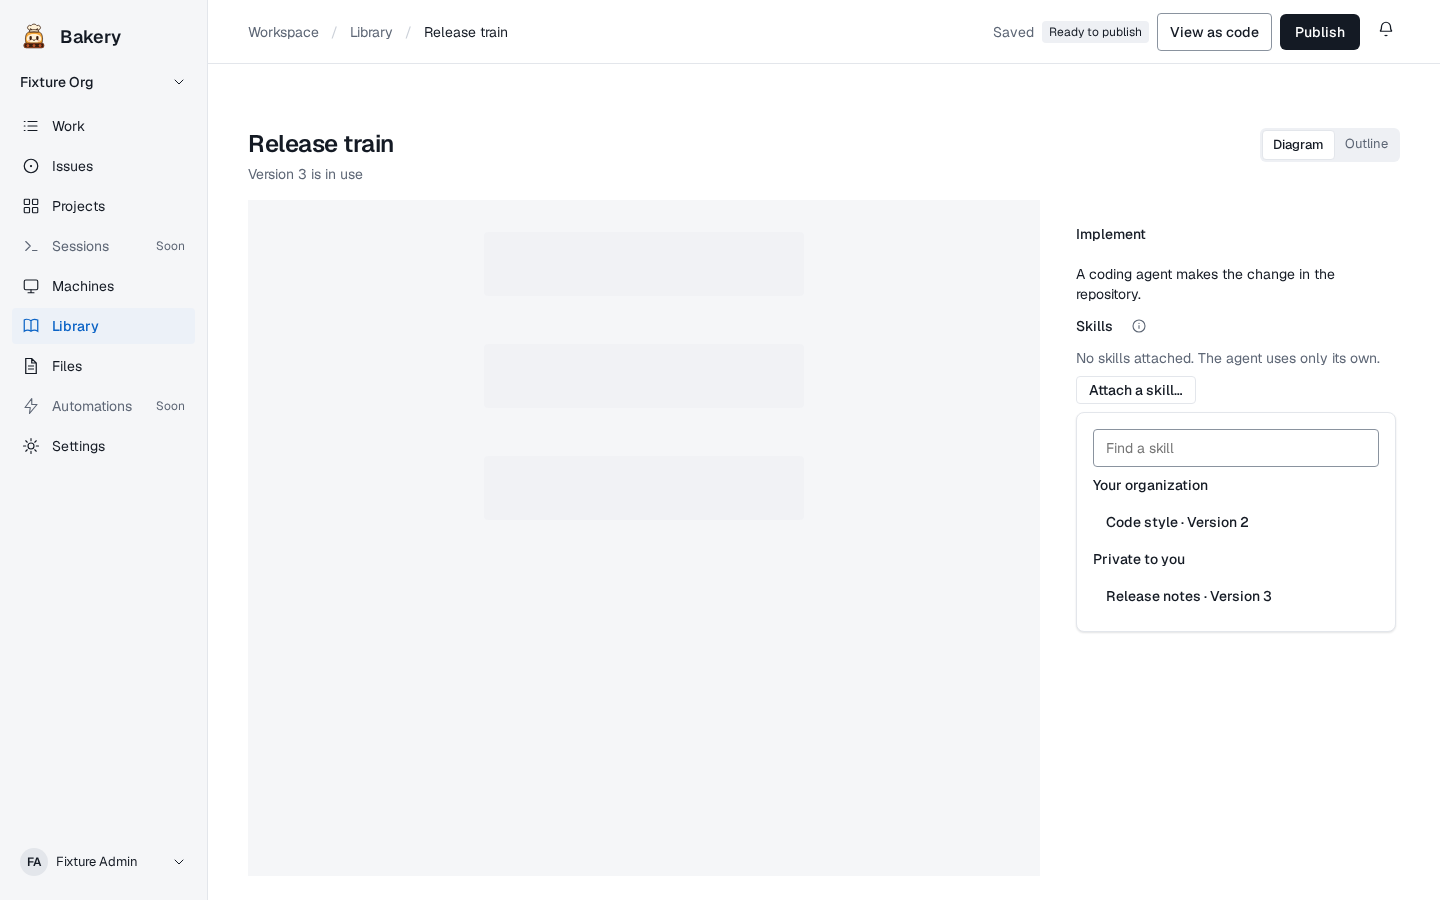 Bakery
Fixture Org
Work
Issues
Projects
Sessions Soon
Machines
Library
Files
Automations Soon
Settings
FA Fixture Admin
Workspace / Library / Release train
Saved Ready to publish View as code Publish
Release train
Version 3 is in use
Diagram Outline
Implement
A coding agent makes the change in the
repository.
Skills
No skills attached. The agent uses only its own.
Attach a skill...
Find a skill
Your organization
Code style · Version 2
Private to you
Release notes · Version 3